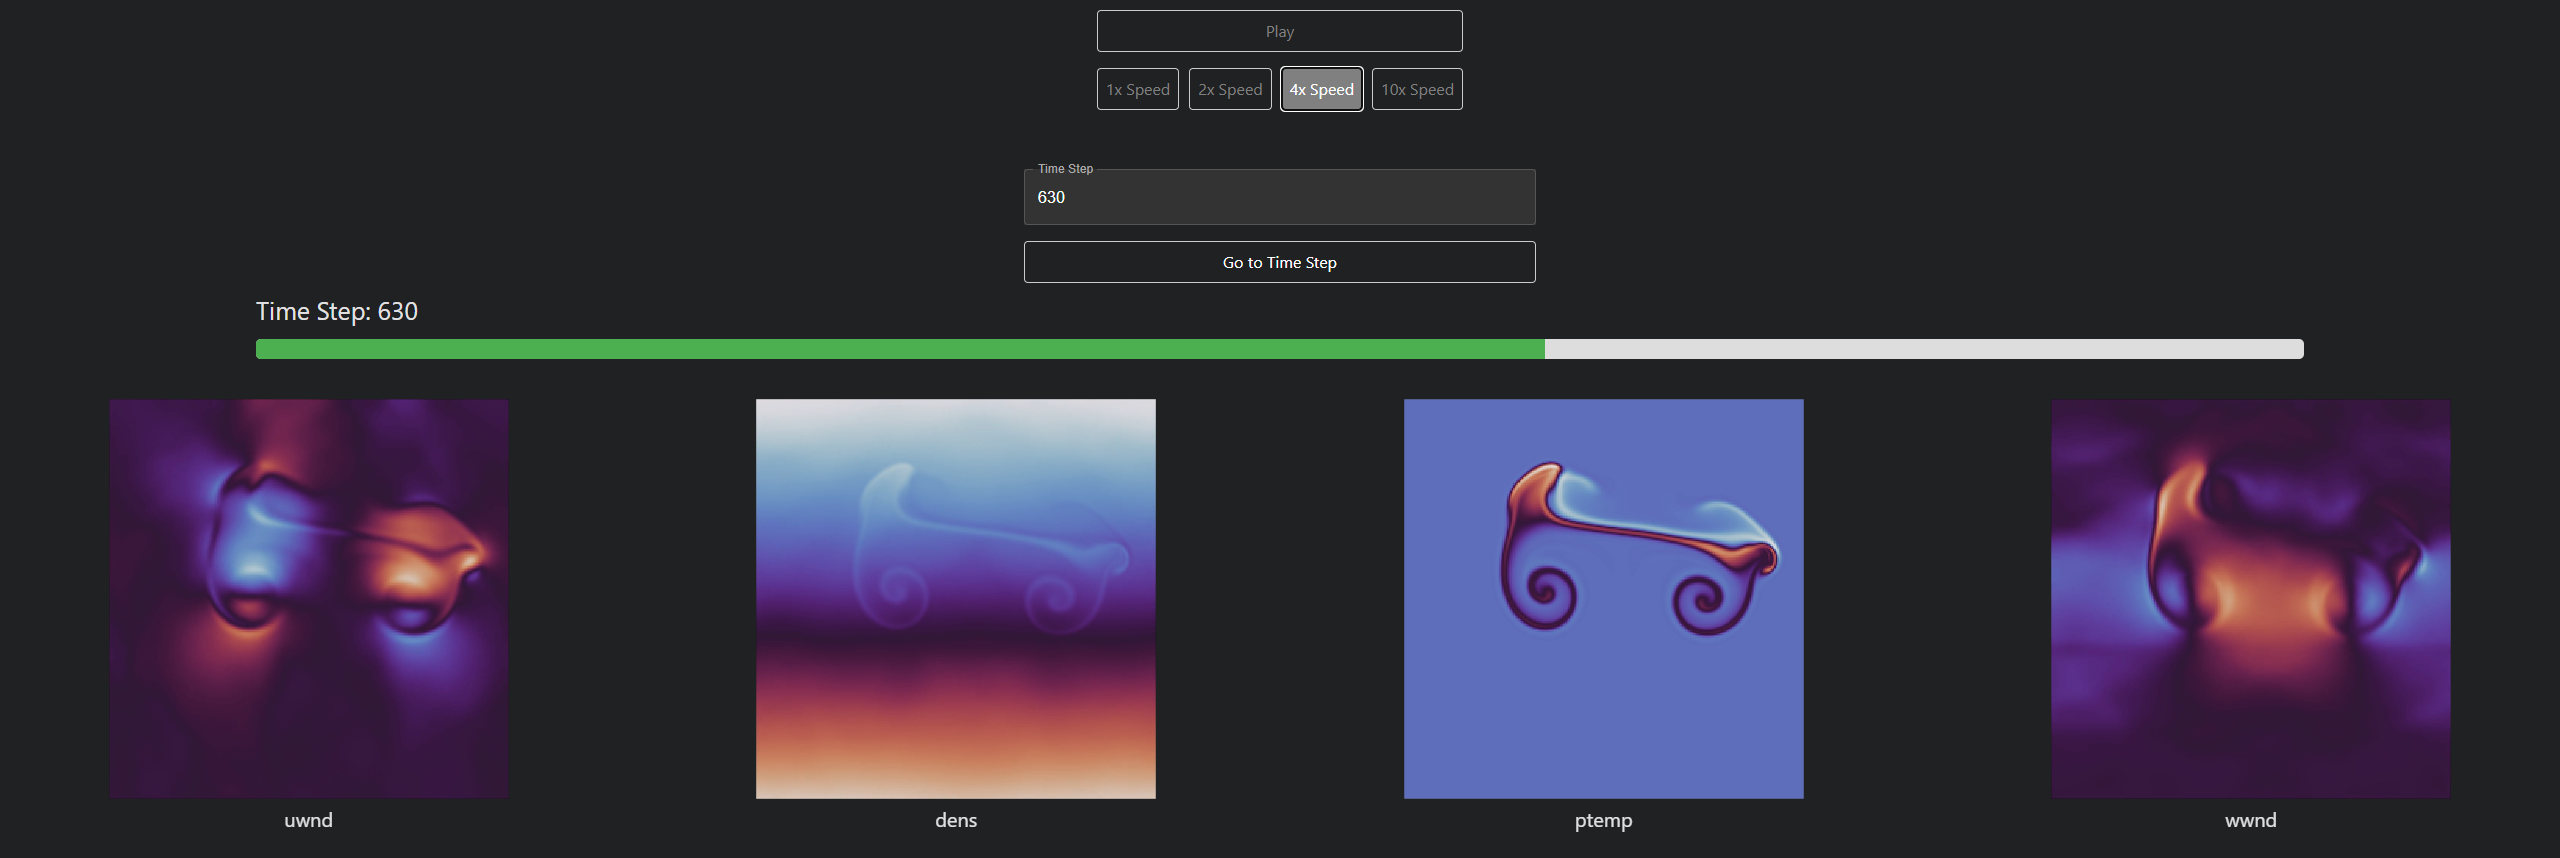 Play
1x Speed 2x Speed 4x Speed 10x Speed
Time Step
630
Go to Time Step
Time Step: 630
uwnd dens ptemp wwnd